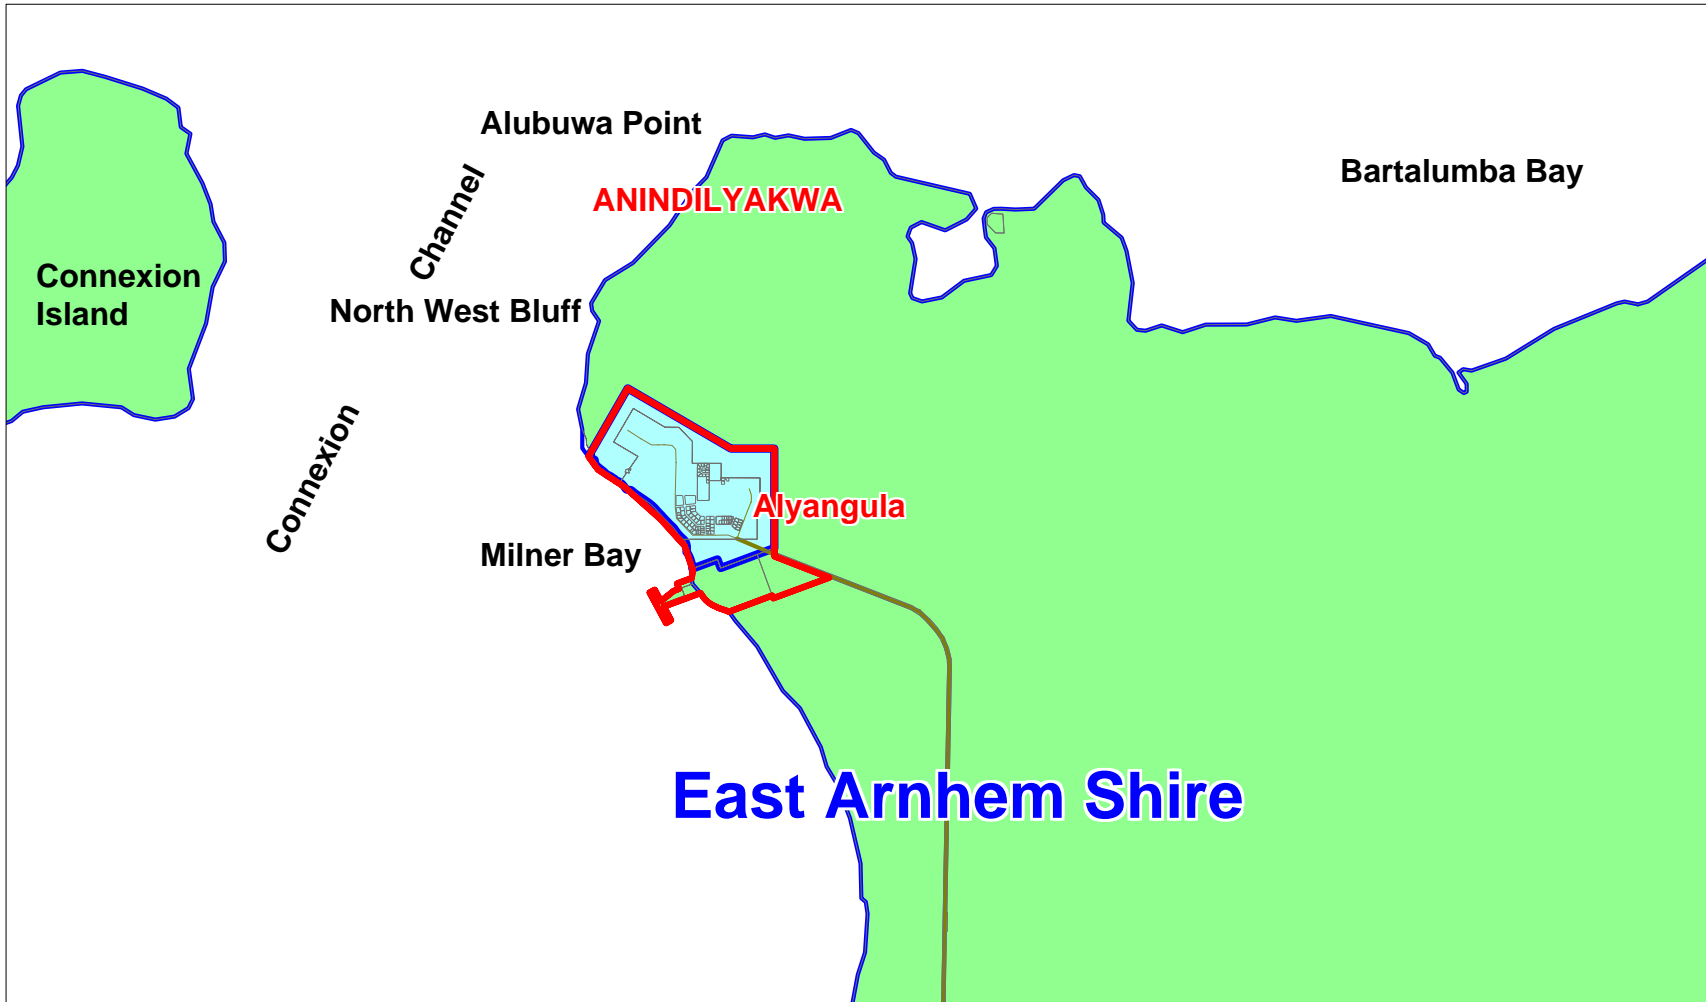 Alubuwa Point
Bartalumba Bay
ANINDILYAKWA
Channel
Connexion
Island
North West Bluff
Connexion
Alyangula
Milner Bay
East Arnhem Shire